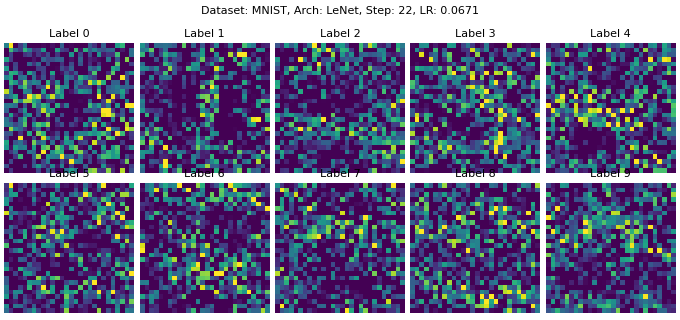 Dataset: MNIST, Arch: LeNet, Step: 22, LR: 0.0671
Label 0 Label 1 Label 2 Label 3 Label 4
Label 5 Label 6 Label 7 Label 8 Label 9